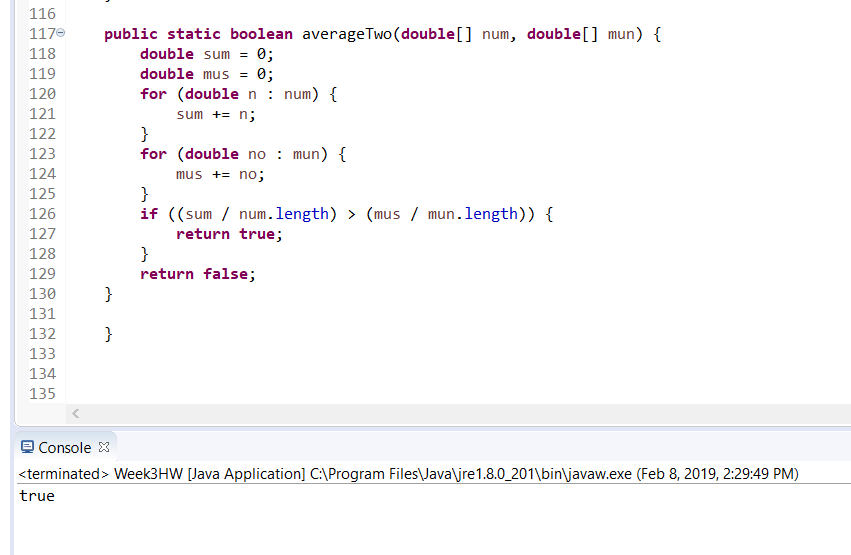 116
117 public static boolean averageTwo(double[] num, double[] mun) {
118 double sum = 0;
119 double mus = 0;
120 for (double n : num) {
121 sum += n;
122 }
123 for (double no : mun) {
124 mus += no;
125 }
126 if ((sum / num.length) > (mus / mun.length)) {
127 return true;
128 }
129 return false;
130 }
131
132 }
133
134
135
Console
<terminated> Week3HW [Java Application] C:\Program Files\Java\jre1.8.0_201\bin\javaw.exe (Feb 8, 2019, 2:29:49 PM)
true